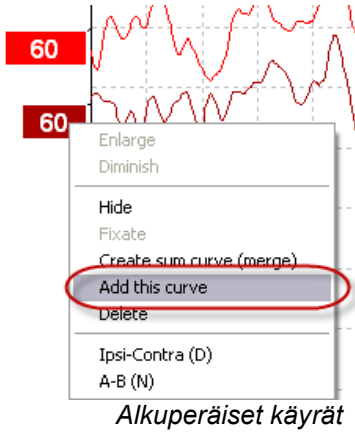 60
60
Enlarge
Diminish
Hide
Fixate
Create sum curve (merge)
Add this curve
Delete
Ipsi-Contra (D)
A-B (N)
Alkuperäiset käyrät